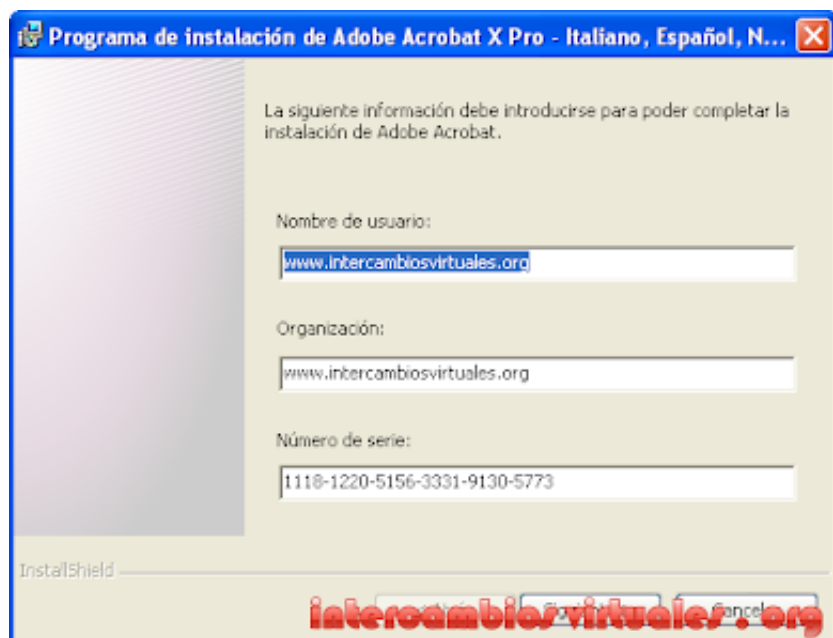 Programa de instalación de Adobe Acrobat X Pro - Italiano, Español, N...
La siguiente información debe introducirse para poder completar la
instalación de Adobe Acrobat.
Nombre de usuario:
www.intercambiosvirtuales.org
Organización:
www.intercambiosvirtuales.org
Número de serie:
1118-1220-5156-3331-9130-5773
InstallShield
intercambiosvirtuales.org